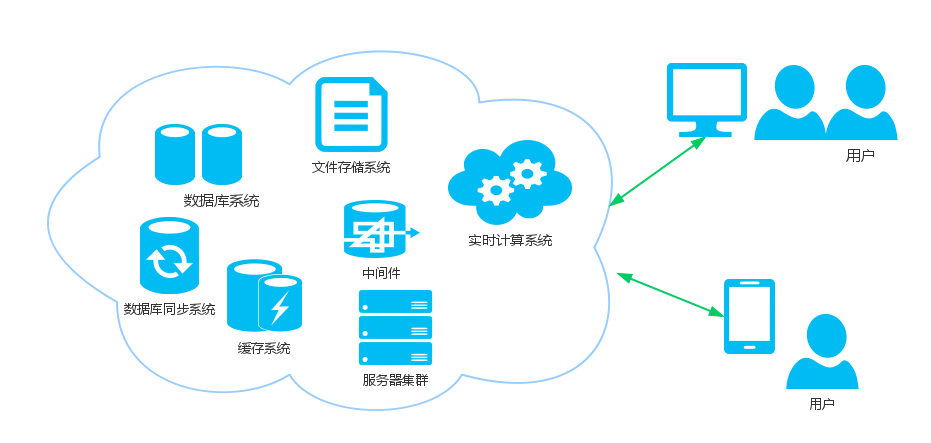 用户
文件存储系统
数据库系统
实时计算系统
中间件
数据库同步系统
缓存系统
服务器集群
用户